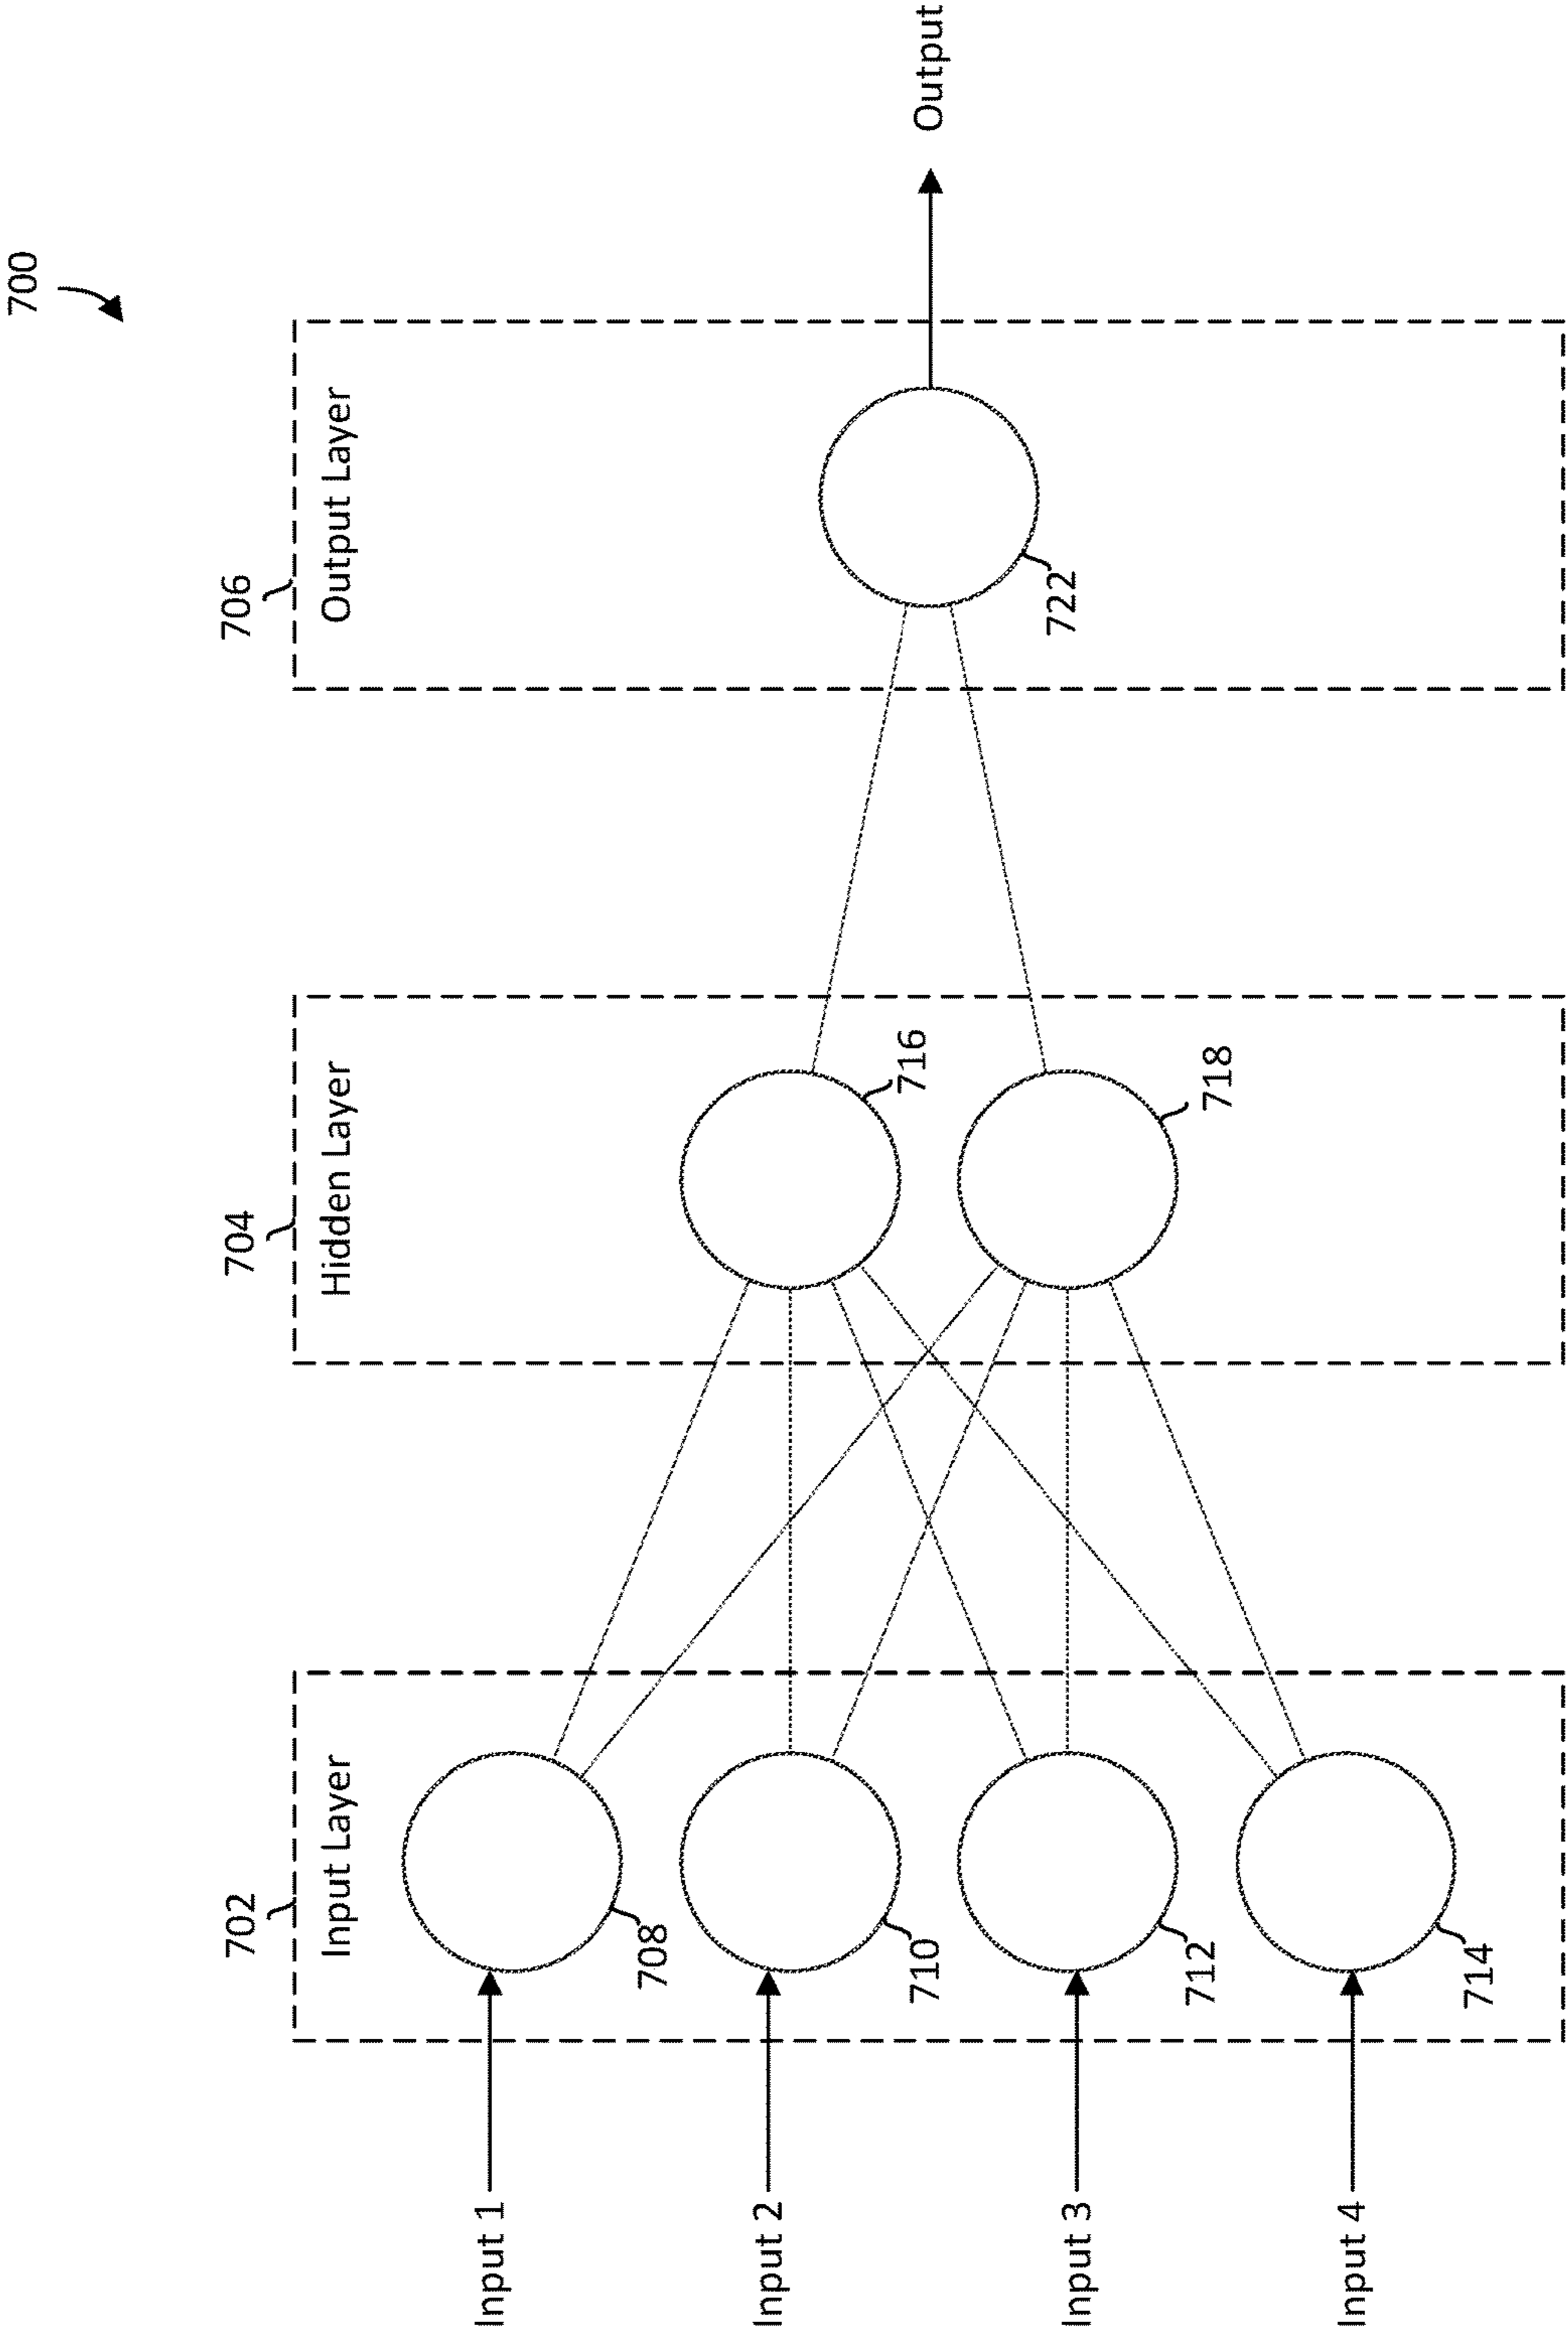 700
702
Input Layer
704
Hidden Layer
706
Output Layer
Input 1
708
Input 2
710
716
Input 3
712
718
Input 4
714
722
Output